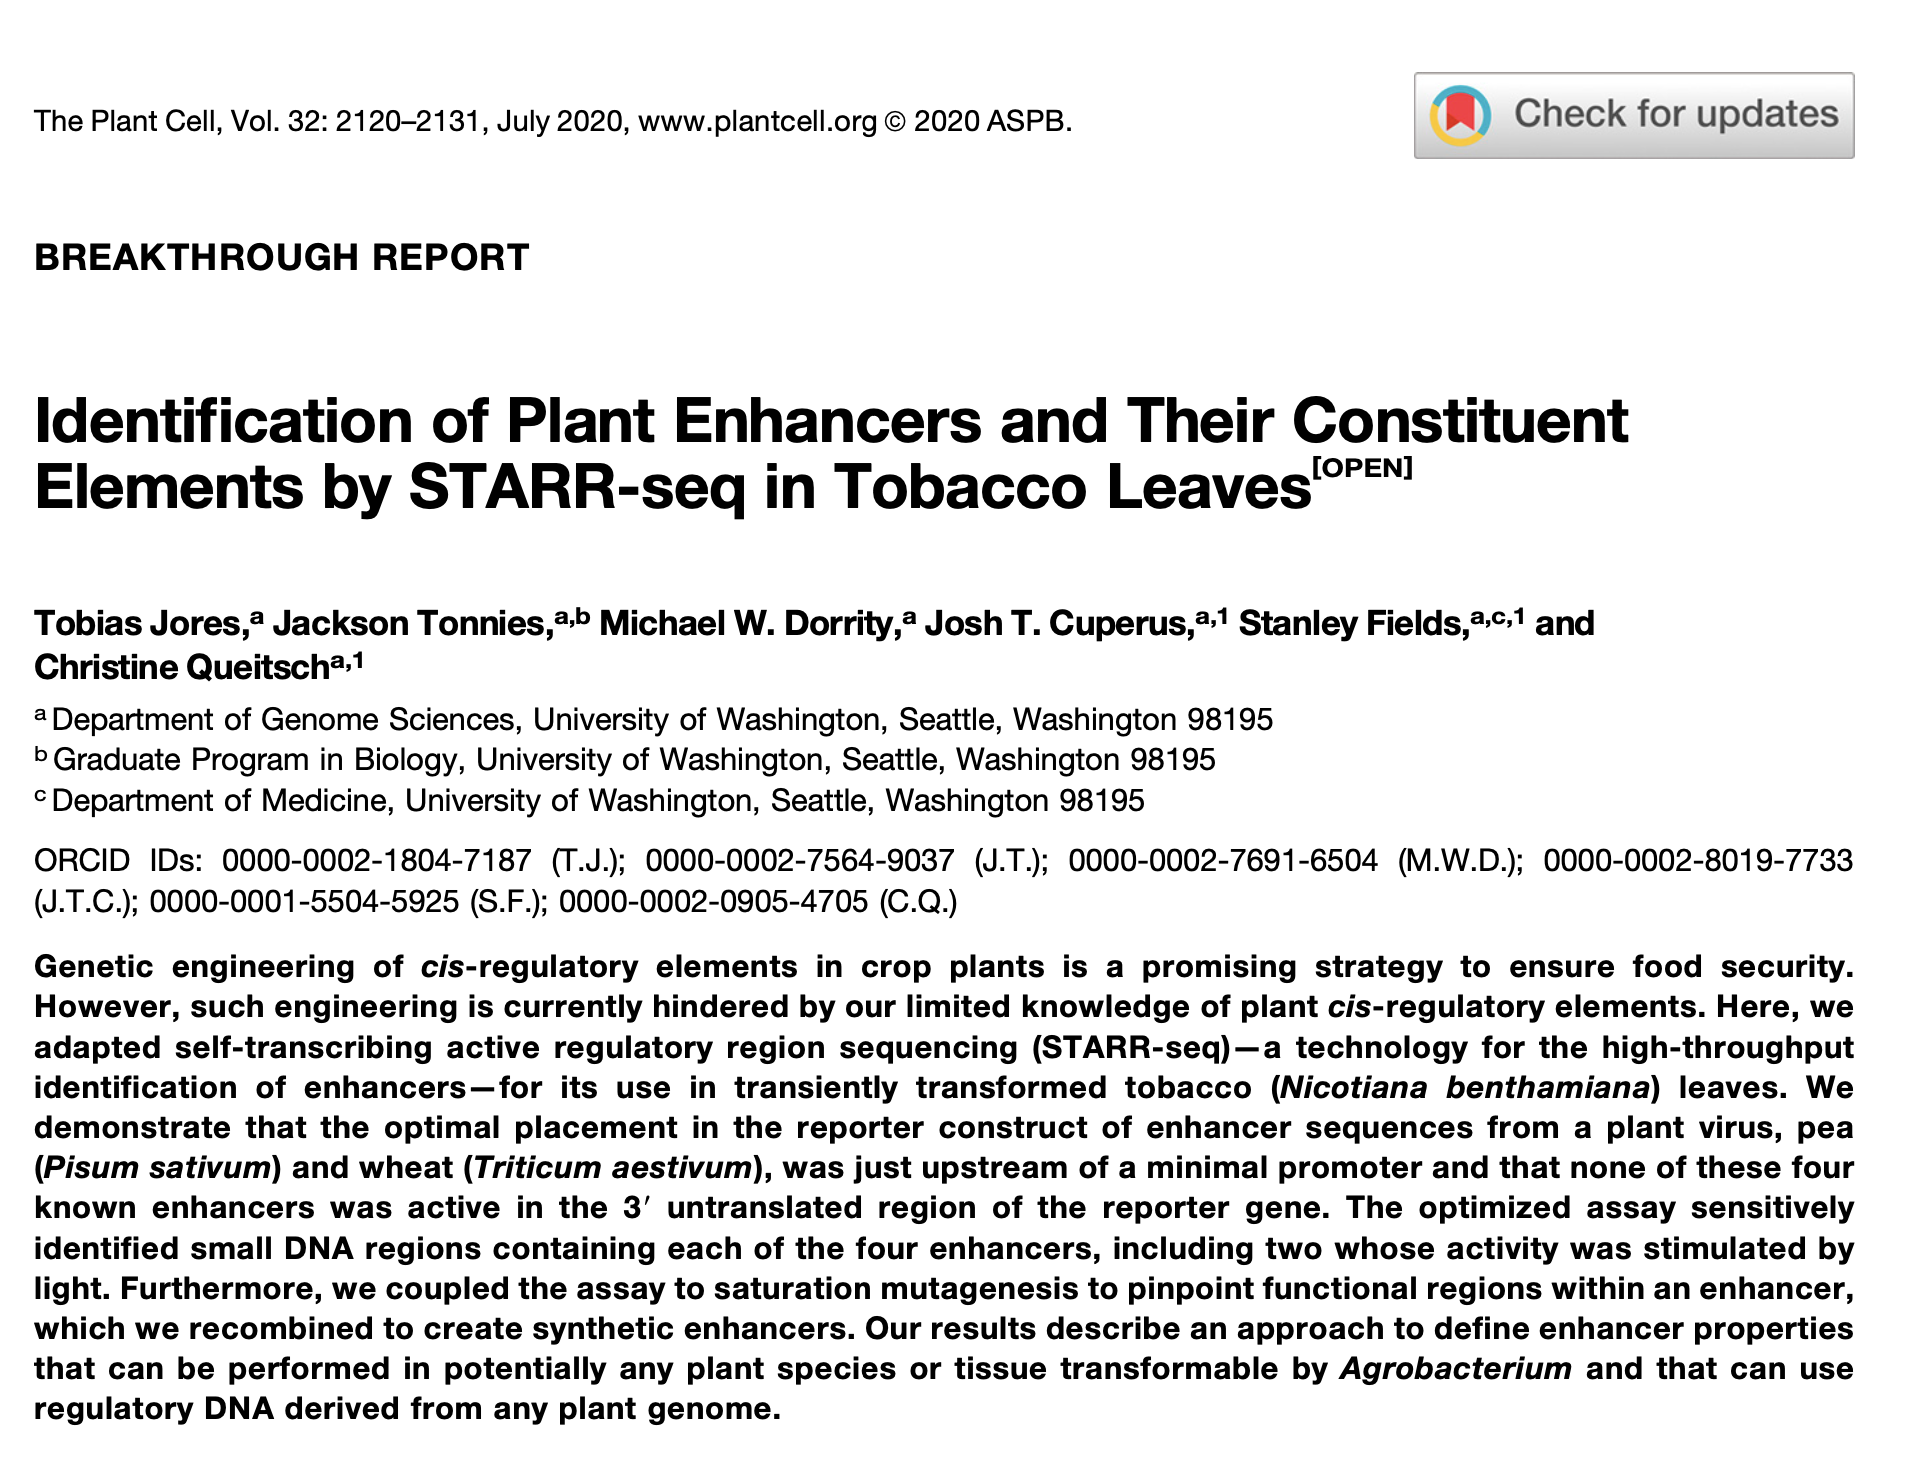 The Plant Cell, Vol. 32: 2120–2131, July 2020, www.plantcell.org © 2020 ASPB.
Check for updates
BREAKTHROUGH REPORT
Identification of Plant Enhancers and Their Constituent
Elements by STARR-seq in Tobacco Leaves[OPEN]
Tobias Jores,a Jackson Tonnies,a,b Michael W. Dorrity,a Josh T. Cuperus,a,1 Stanley Fields,a,c,1 and
Christine Queitscha,1
a Department of Genome Sciences, University of Washington, Seattle, Washington 98195
b Graduate Program in Biology, University of Washington, Seattle, Washington 98195
c Department of Medicine, University of Washington, Seattle, Washington 98195
ORCID IDs: 0000-0002-1804-7187 (T.J.); 0000-0002-7564-9037 (J.T.); 0000-0002-7691-6504 (M.W.D.); 0000-0002-8019-7733
(J.T.C.); 0000-0001-5504-5925 (S.F.); 0000-0002-0905-4705 (C.Q.)
Genetic engineering of cis-regulatory elements in crop plants is a promising strategy to ensure food security.
However, such engineering is currently hindered by our limited knowledge of plant cis-regulatory elements. Here, we
adapted self-transcribing active regulatory region sequencing (STARR-seq)—a technology for the high-throughput
identification of enhancers—for its use in transiently transformed tobacco (Nicotiana benthamiana) leaves. We
demonstrate that the optimal placement in the reporter construct of enhancer sequences from a plant virus, pea
(Pisum sativum) and wheat (Triticum aestivum), was just upstream of a minimal promoter and that none of these four
known enhancers was active in the 3′ untranslated region of the reporter gene. The optimized assay sensitively
identified small DNA regions containing each of the four enhancers, including two whose activity was stimulated by
light. Furthermore, we coupled the assay to saturation mutagenesis to pinpoint functional regions within an enhancer,
which we recombined to create synthetic enhancers. Our results describe an approach to define enhancer properties
that can be performed in potentially any plant species or tissue transformable by Agrobacterium and that can use
regulatory DNA derived from any plant genome.